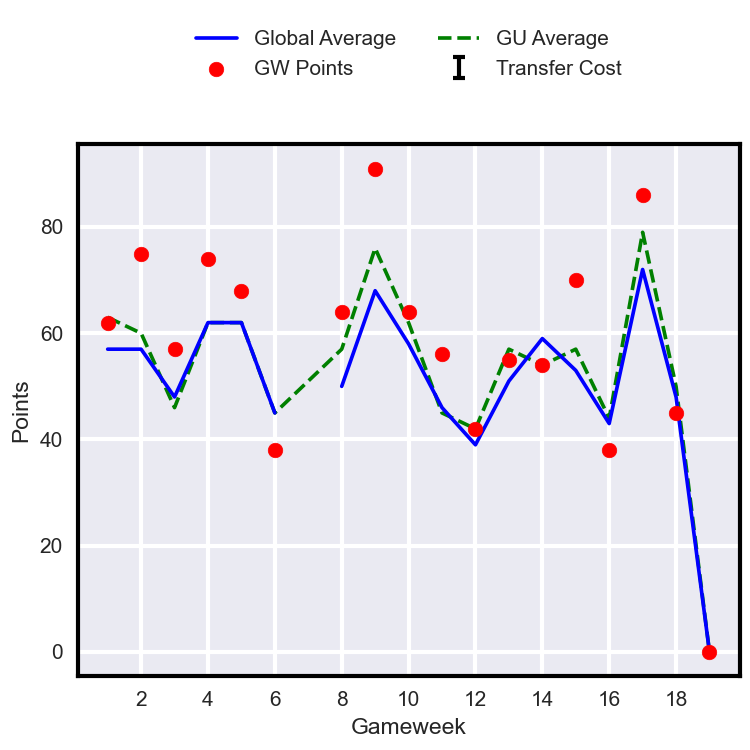 Global Average GU Average
GW Points Transfer Cost
80
60
40
20
0
Points
2 4 6 8 10 12 14 16 18
Gameweek